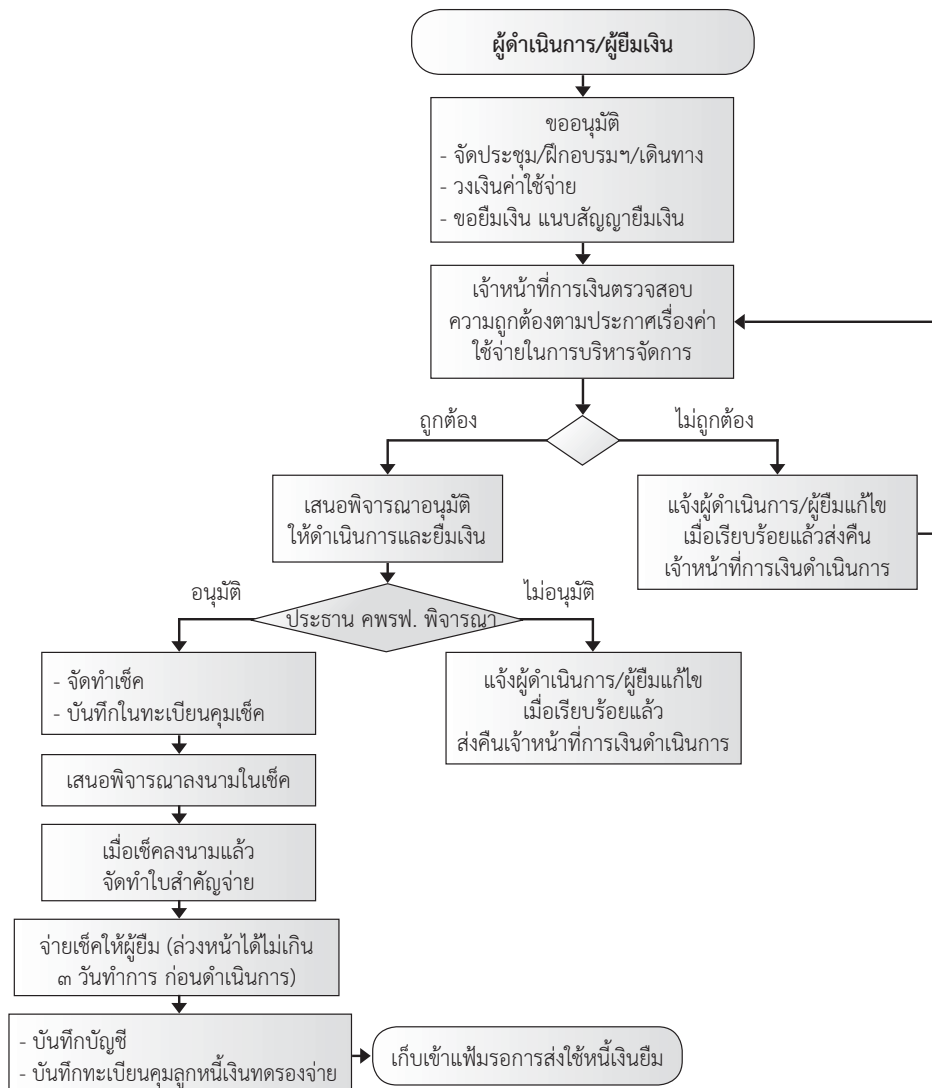 ผู้ดำเนินการ/ผู้ยืมเงิน
ขออนุมัติ
- จัดประชุม/ฝึกอบรมฯ/เดินทาง
- วงเงินค่าใช้จ่าย
- ขอยืมเงิน แนบสัญญายืมเงิน
เจ้าหน้าที่การเงินตรวจสอบ
ความถูกต้องตามประกาศเรื่องค่า
ใช้จ่ายในการบริหารจัดการ
ถูกต้อง
ไม่ถูกต้อง
เสนอพิจารณาอนุมัติ
ให้ดำเนินการและยืมเงิน
แจ้งผู้ดำเนินการ/ผู้ยืมแก้ไข
เมื่อเรียบร้อยแล้วส่งคืน
เจ้าหน้าที่การเงินดำเนินการ
อนุมัติ
ไม่อนุมัติ
ประธาน คพรฟ. พิจารณา
- จัดทำเช็ค
- บันทึกในทะเบียนคุมเช็ค
แจ้งผู้ดำเนินการ/ผู้ยืมแก้ไข
เมื่อเรียบร้อยแล้ว
ส่งคืนเจ้าหน้าที่การเงินดำเนินการ
เสนอพิจารณาลงนามในเช็ค
เมื่อเช็คลงนามแล้ว
จัดทำใบสำคัญจ่าย
จ่ายเช็คให้ผู้ยืม (ล่วงหน้าได้ไม่เกิน
๓ วันทำการ ก่อนดำเนินการ)
- บันทึกบัญชี
- บันทึกทะเบียนคุมลูกหนี้เงินทดรองจ่าย
เก็บเข้าแฟ้มรอการส่งใช้หนี้เงินยืม